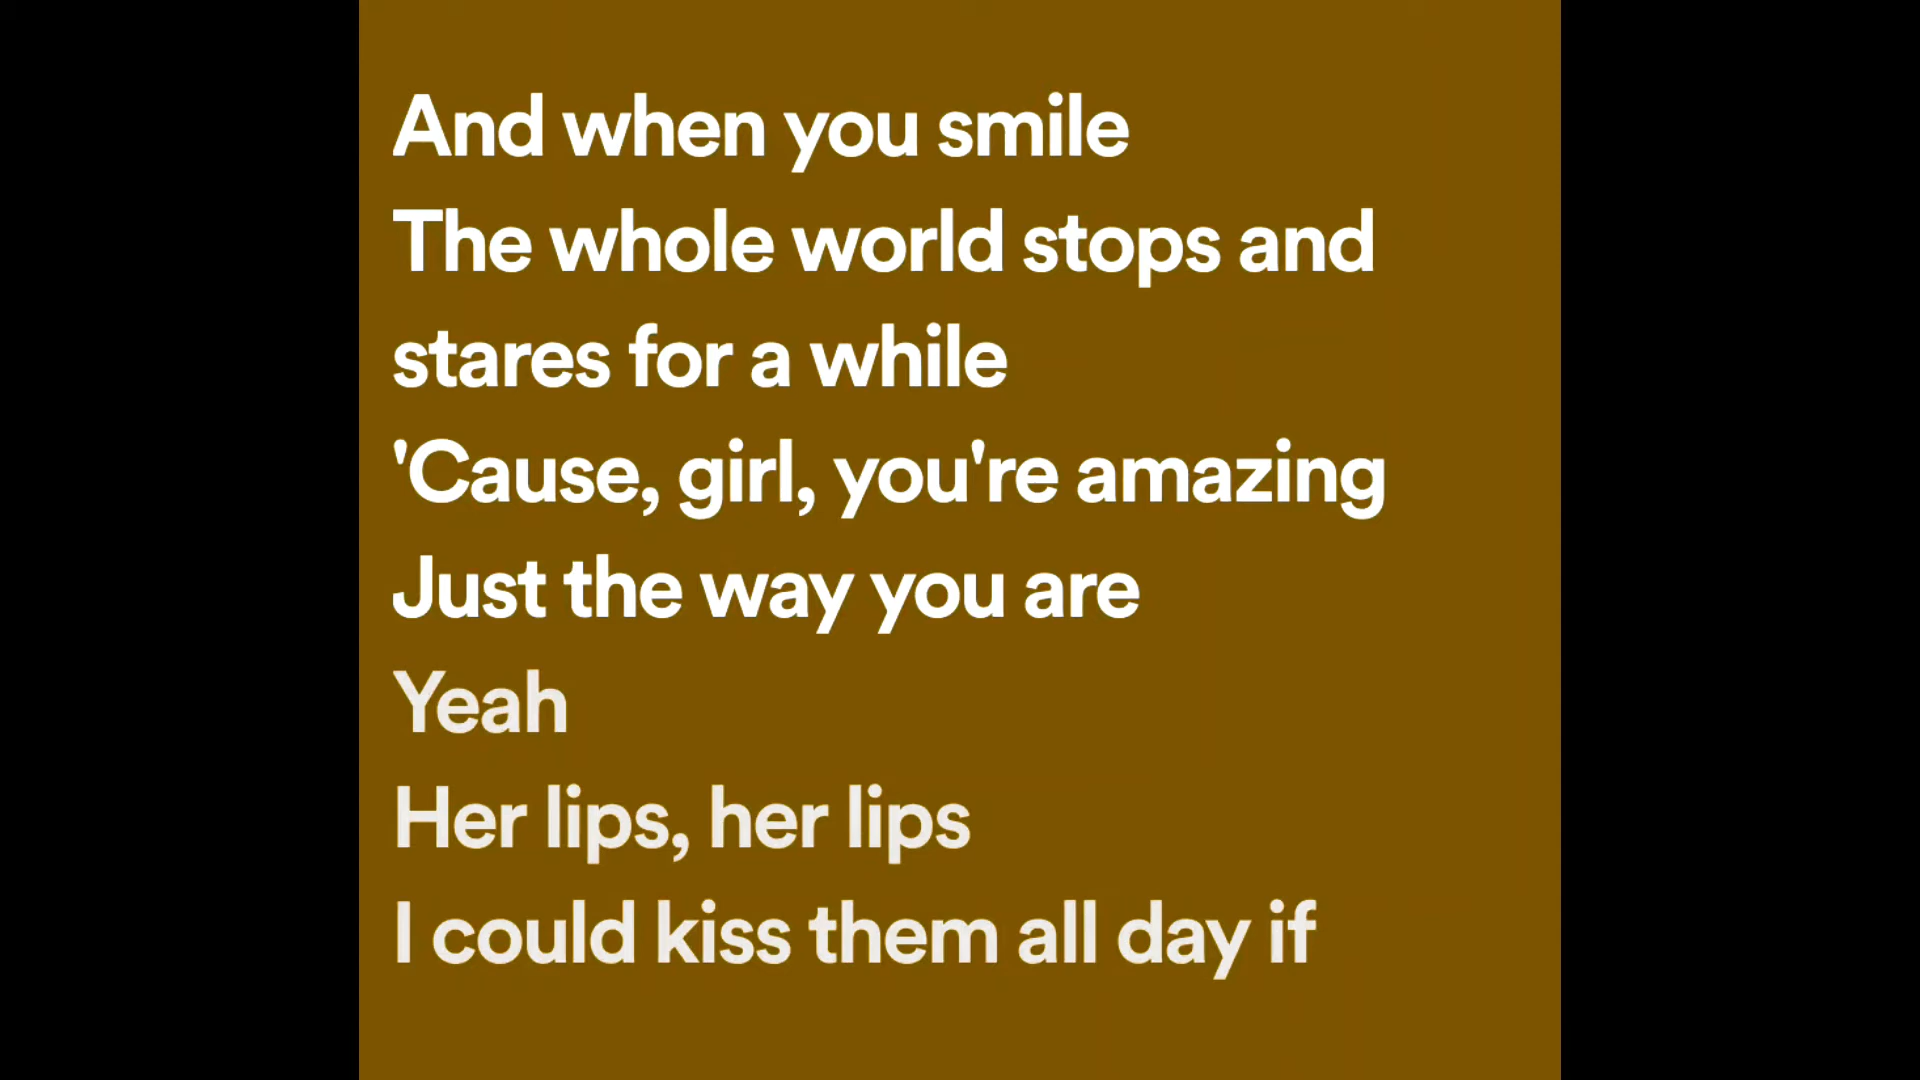 And when you smile
The whole world stops and
stares for a while
'Cause, girl, you're amazing
Just the way you are
Yeah
Her lips, her lips
I could kiss them all day if